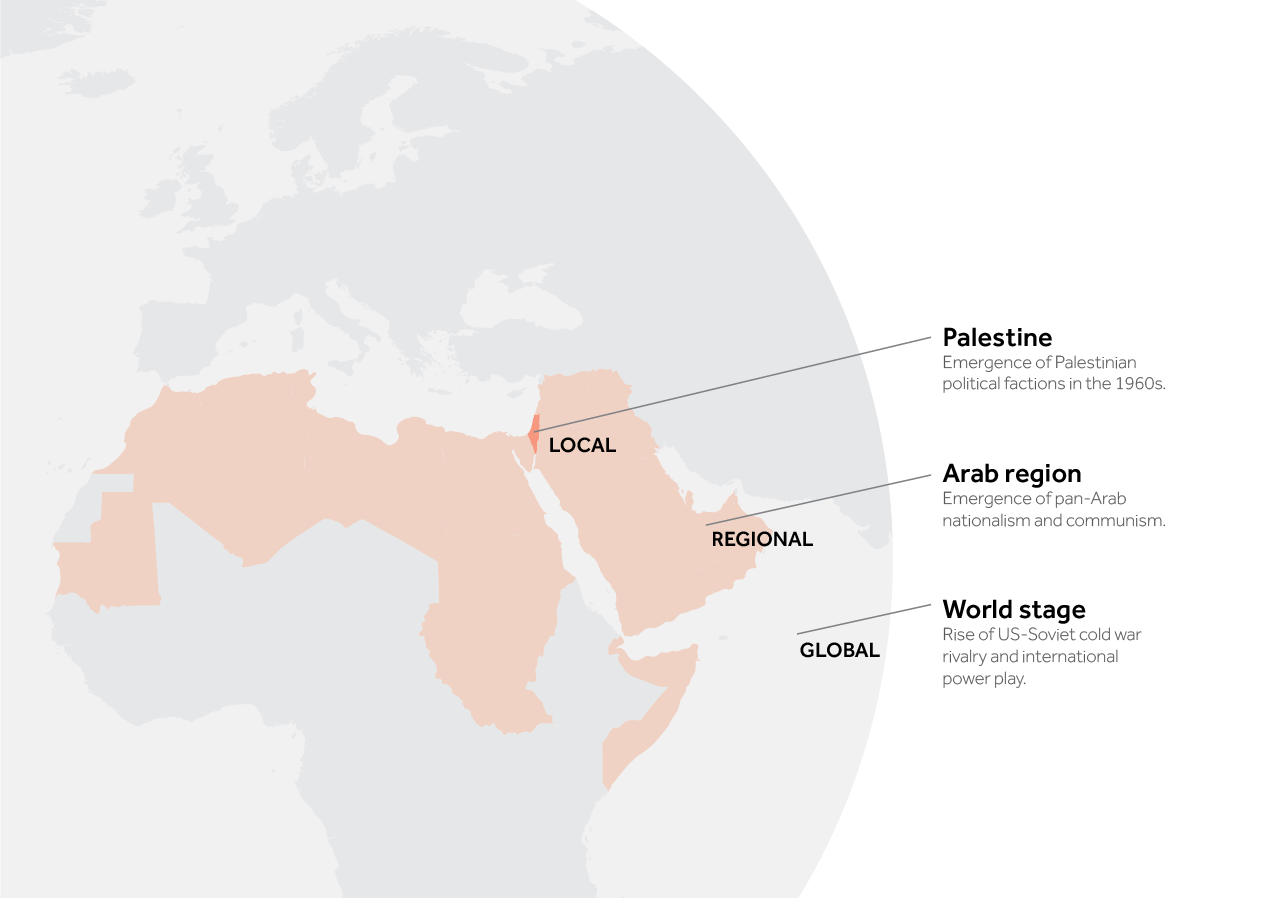 Palestine
Emergence of Palestinian
political factions in the 1960s.
LOCAL
Arab region
Emergence of pan-Arab
nationalism and communism.
REGIONAL
World stage
Rise of US-Soviet cold war
rivalry and international
power play.
GLOBAL